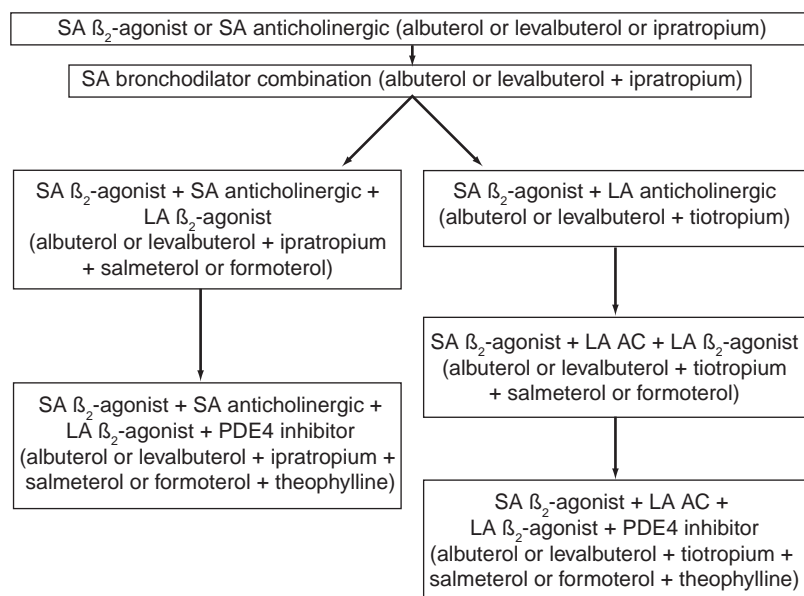 SA ß₂-agonist or SA anticholinergic (albuterol or levalbuterol or ipratropium)
SA bronchodilator combination (albuterol or levalbuterol + ipratropium)
SA ß₂-agonist + SA anticholinergic +
LA ß₂-agonist
(albuterol or levalbuterol + ipratropium
+ salmeterol or formoterol)
SA ß₂-agonist + SA anticholinergic +
LA ß₂-agonist + PDE4 inhibitor
(albuterol or levalbuterol + ipratropium +
salmeterol or formoterol + theophylline)
SA ß₂-agonist + LA anticholinergic
(albuterol or levalbuterol + tiotropium)
SA ß₂-agonist + LA AC + LA ß₂-agonist
(albuterol or levalbuterol + tiotropium
+ salmeterol or formoterol)
SA ß₂-agonist + LA AC +
LA ß₂-agonist + PDE4 inhibitor
(albuterol or levalbuterol + tiotropium +
salmeterol or formoterol + theophylline)